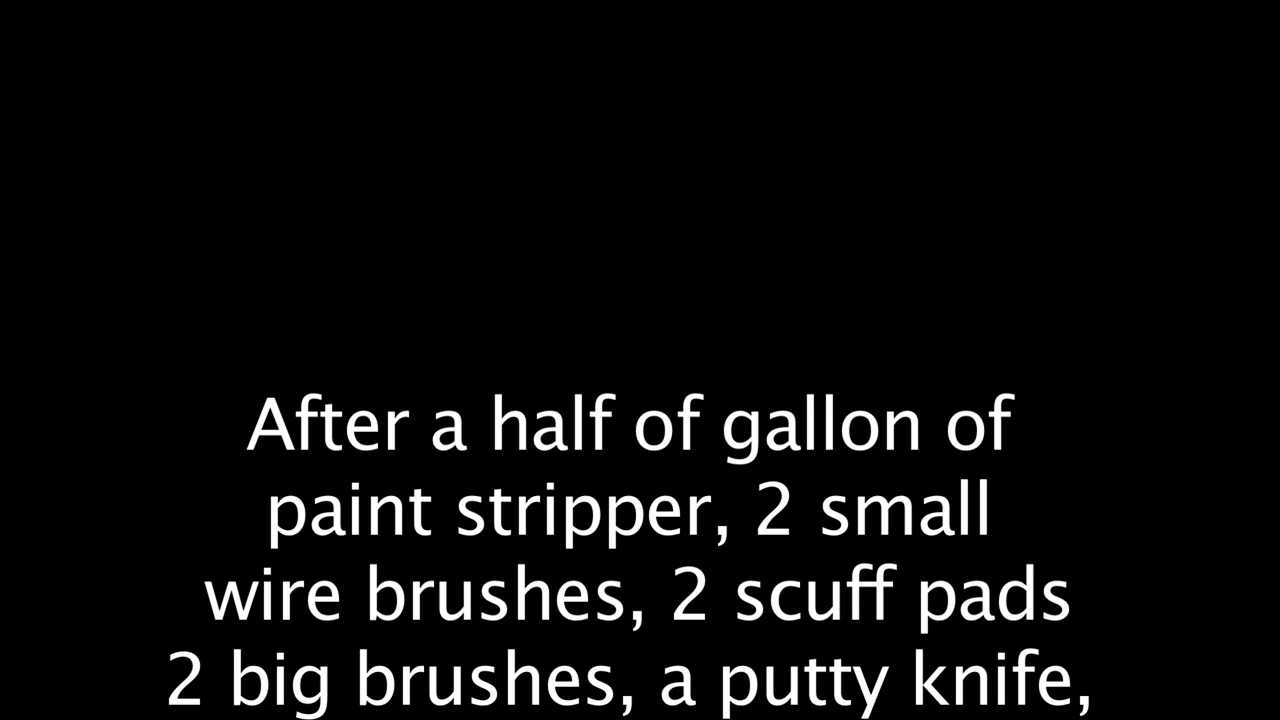 After a half of gallon of
paint stripper, 2 small
wire brushes, 2 scuff pads
2 big brushes, a putty knife,